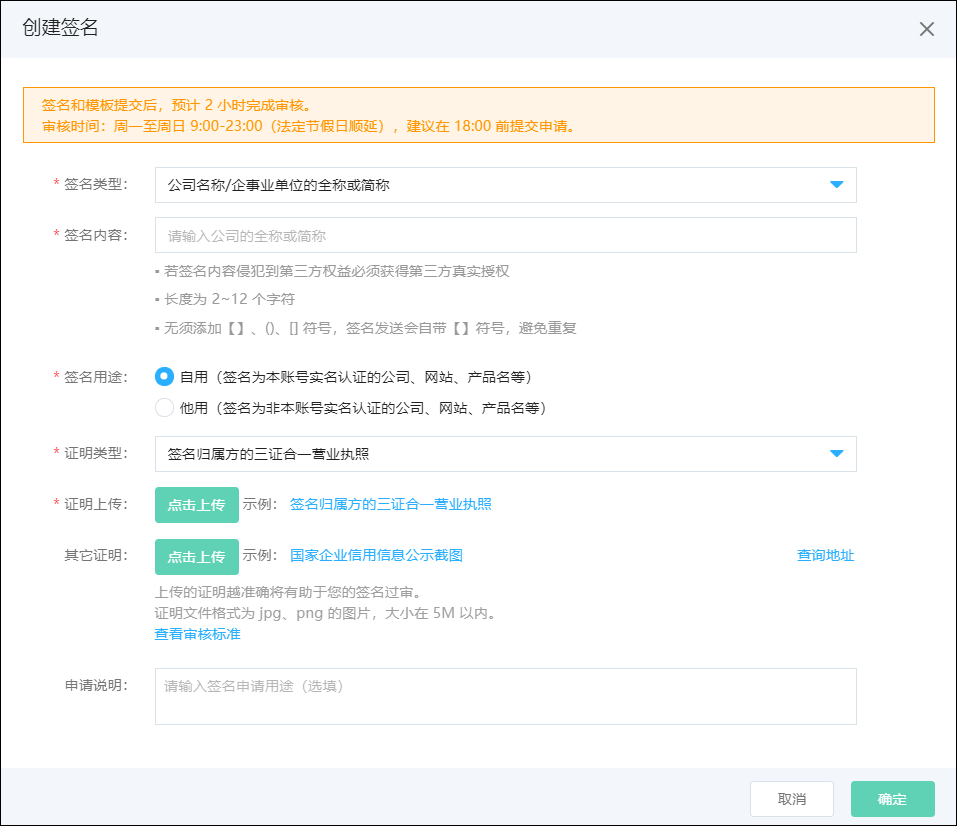 创建签名
签名和模板提交后，预计 2 小时完成审核。
审核时间：周一至周日 9:00-23:00（法定节假日顺延），建议在 18:00 前提交申请。
* 签名类型： 公司名称/企事业单位的全称或简称
* 签名内容： 请输入公司的全称或简称
▪ 若签名内容侵犯到第三方权益必须获得第三方真实授权
▪ 长度为 2~12 个字符
▪ 无须添加【】、()、[] 符号，签名发送会自带【】符号，避免重复
* 签名用途： 自用（签名为本账号实名认证的公司、网站、产品名等）
他用（签名为非本账号实名认证的公司、网站、产品名等）
* 证明类型： 签名归属方的三证合一营业执照
* 证明上传： 点击上传 示例： 签名归属方的三证合一营业执照
其它证明： 点击上传 示例： 国家企业信用信息公示截图 查询地址
上传的证明越准确将有助于您的签名过审。
证明文件格式为 jpg、png 的图片，大小在 5M 以内。
查看审核标准
申请说明： 请输入签名申请用途（选填）
取消 确定